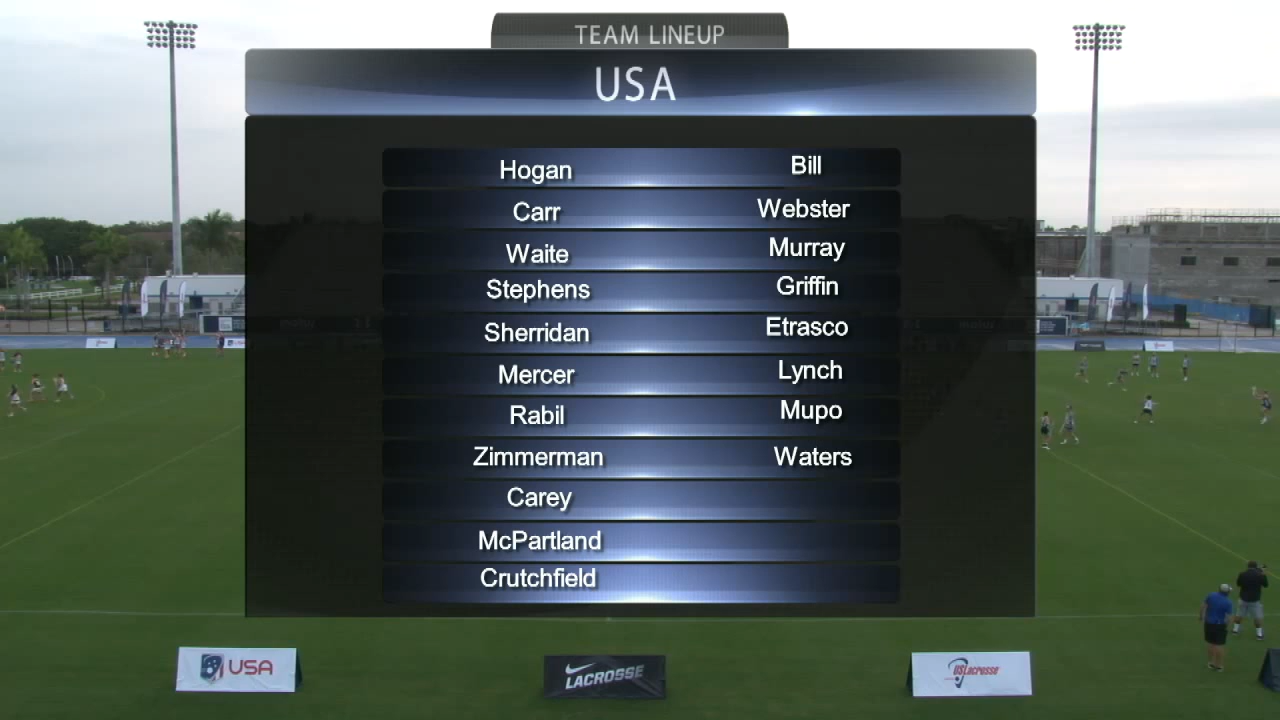 TEAM LINEUP
USA
Hogan Bill
Carr Webster
Waite Murray
Stephens Griffin
Sherridan Etrasco
Mercer Lynch
Rabil Mupo
Zimmerman Waters
Carey
McPartland
Crutchfield
USA
LACROSSE
USLacrosse